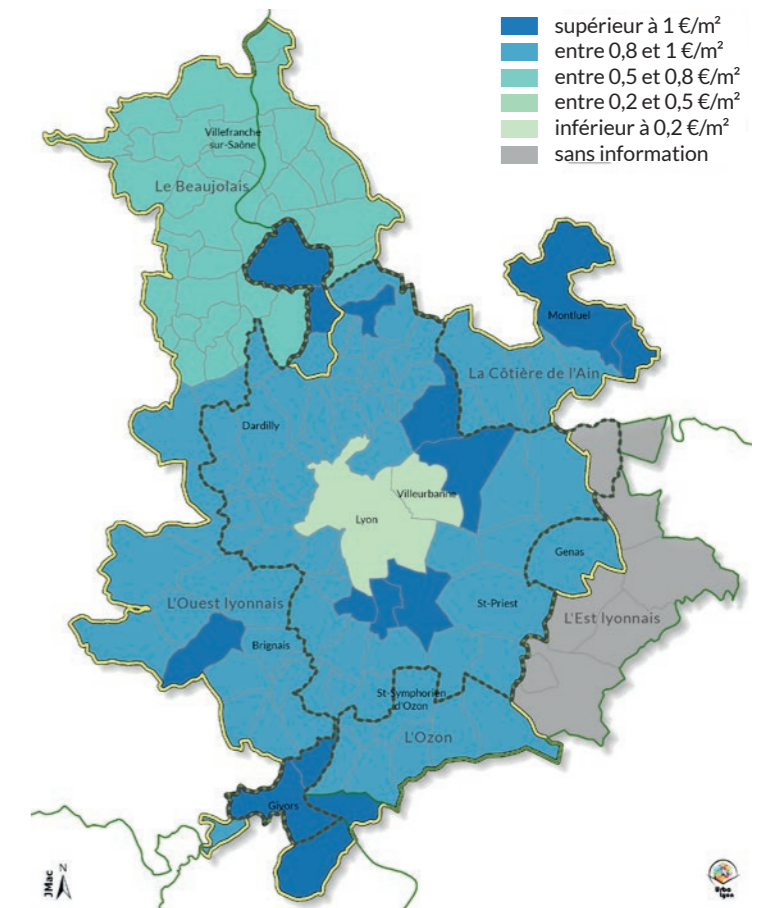 supérieur à 1 €/m²
entre 0,8 et 1 €/m²
entre 0,5 et 0,8 €/m²
entre 0,2 et 0,5 €/m²
inférieur à 0,2 €/m²
sans information
Villefranche
sur-Saône
Le Beaujolais
Montluel
La Côtière de l'Ain
Dardilly
Villeurbanne
Lyon
Genas
L'Ouest lyonnais
St-Priest
L'Est lyonnais
Brignais
St-Symphorien
d'Ozon
L'Ozon
Givors
JMac
N
Urba
Lyon